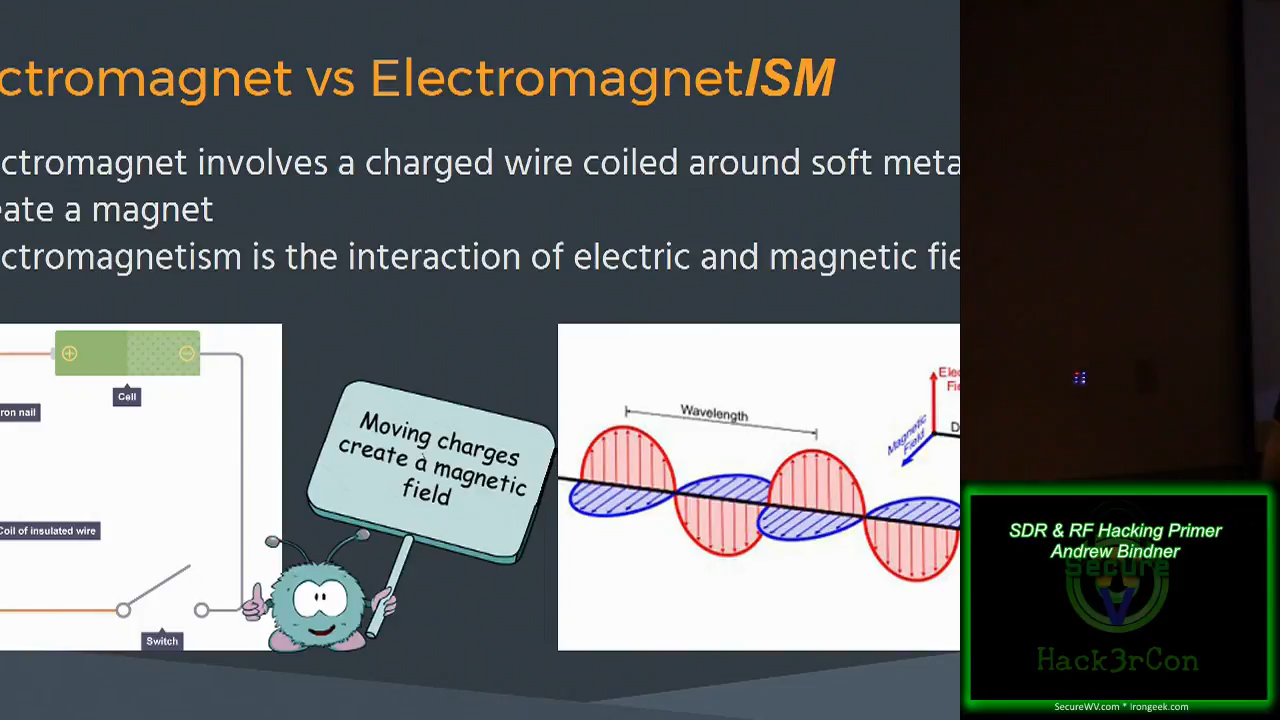 ctromagnet vs ElectromagnetISM
ctromagnet involves a charged wire coiled around soft meta
eate a magnet
ctromagnetism is the interaction of electric and magnetic fie
Cell
ron nail
Coil of insulated wire
Switch
Moving charges
create a magnetic
field
Wavelength
Elec
Fie
Magnetic
Field
D
SDR & RF Hacking Primer
Andrew Bindner
Secure
V
Hack3rCon
SecureWV.com * Irongeek.com